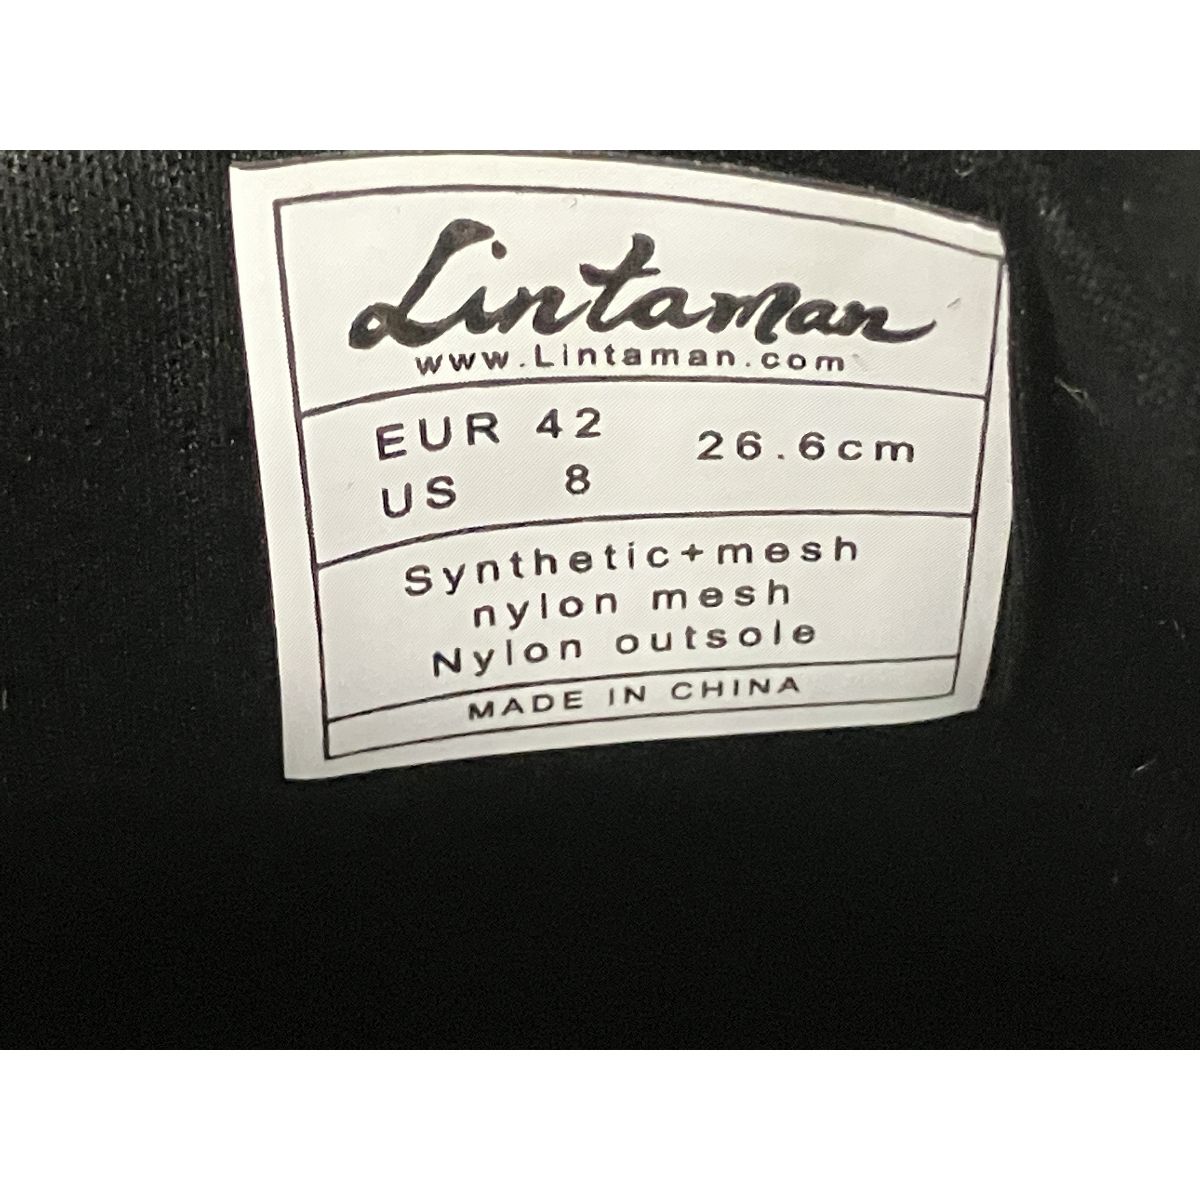 Lintaman
www.Lintaman.com
EUR 42
26.6cm
US 8
Synthetic+mesh
nylon mesh
Nylon outsole
MADE IN CHINA